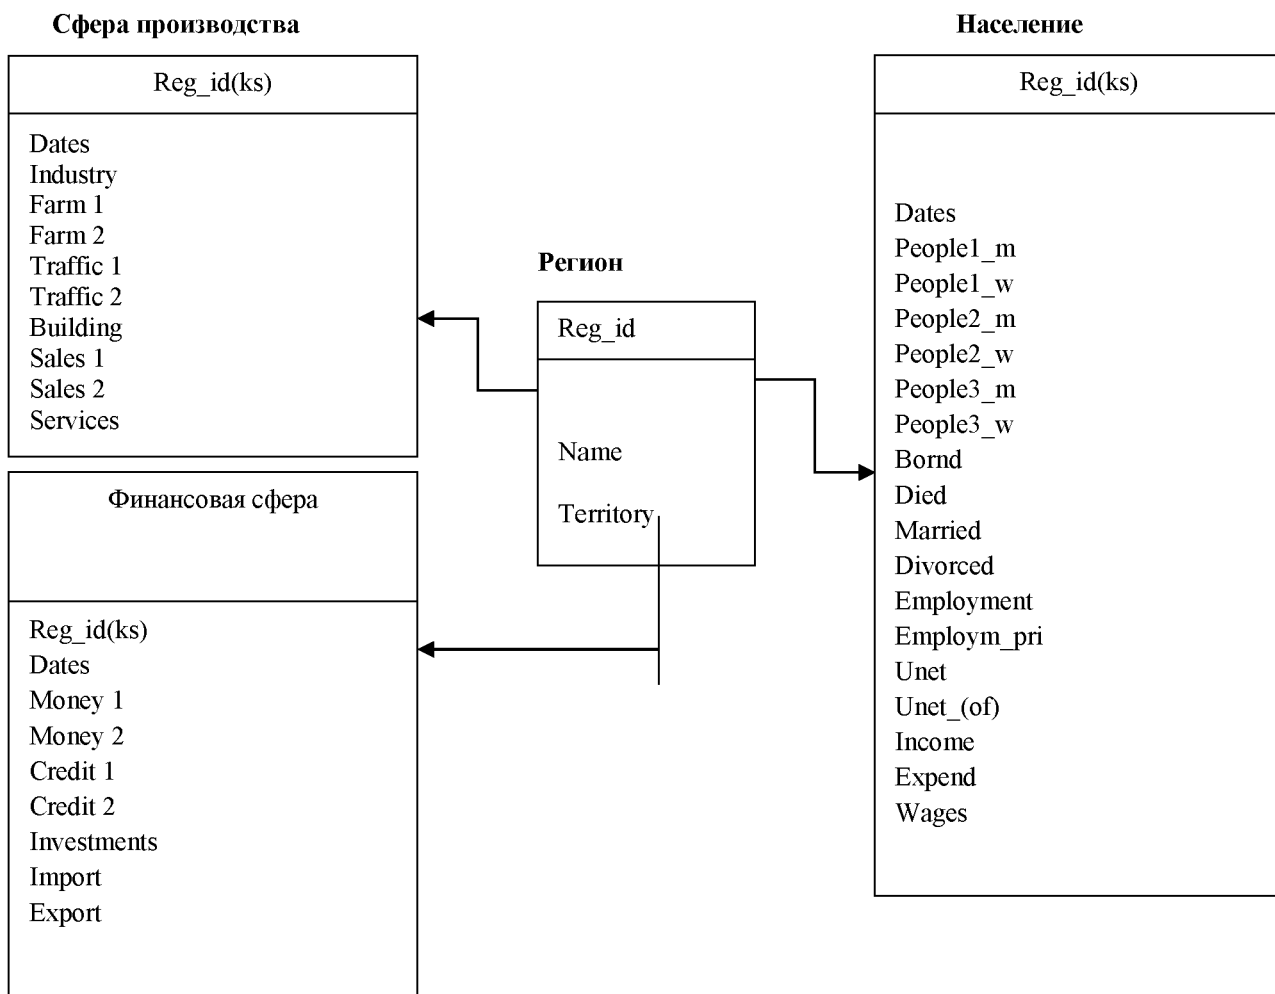 Сфера производства
Reg_id(ks)
Dates
Industry
Farm 1
Farm 2
Traffic 1
Traffic 2
Building
Sales 1
Sales 2
Services
Финансовая сфера
Reg_id(ks)
Dates
Money 1
Money 2
Credit 1
Credit 2
Investments
Import
Export
Регион
Reg_id
Name
Territory
Население
Reg_id(ks)
Dates
People1_m
People1_w
People2_m
People2_w
People3_m
People3_w
Bornd
Died
Married
Divorced
Employment
Employm_pri
Unet
Unet_(of)
Income
Expend
Wages